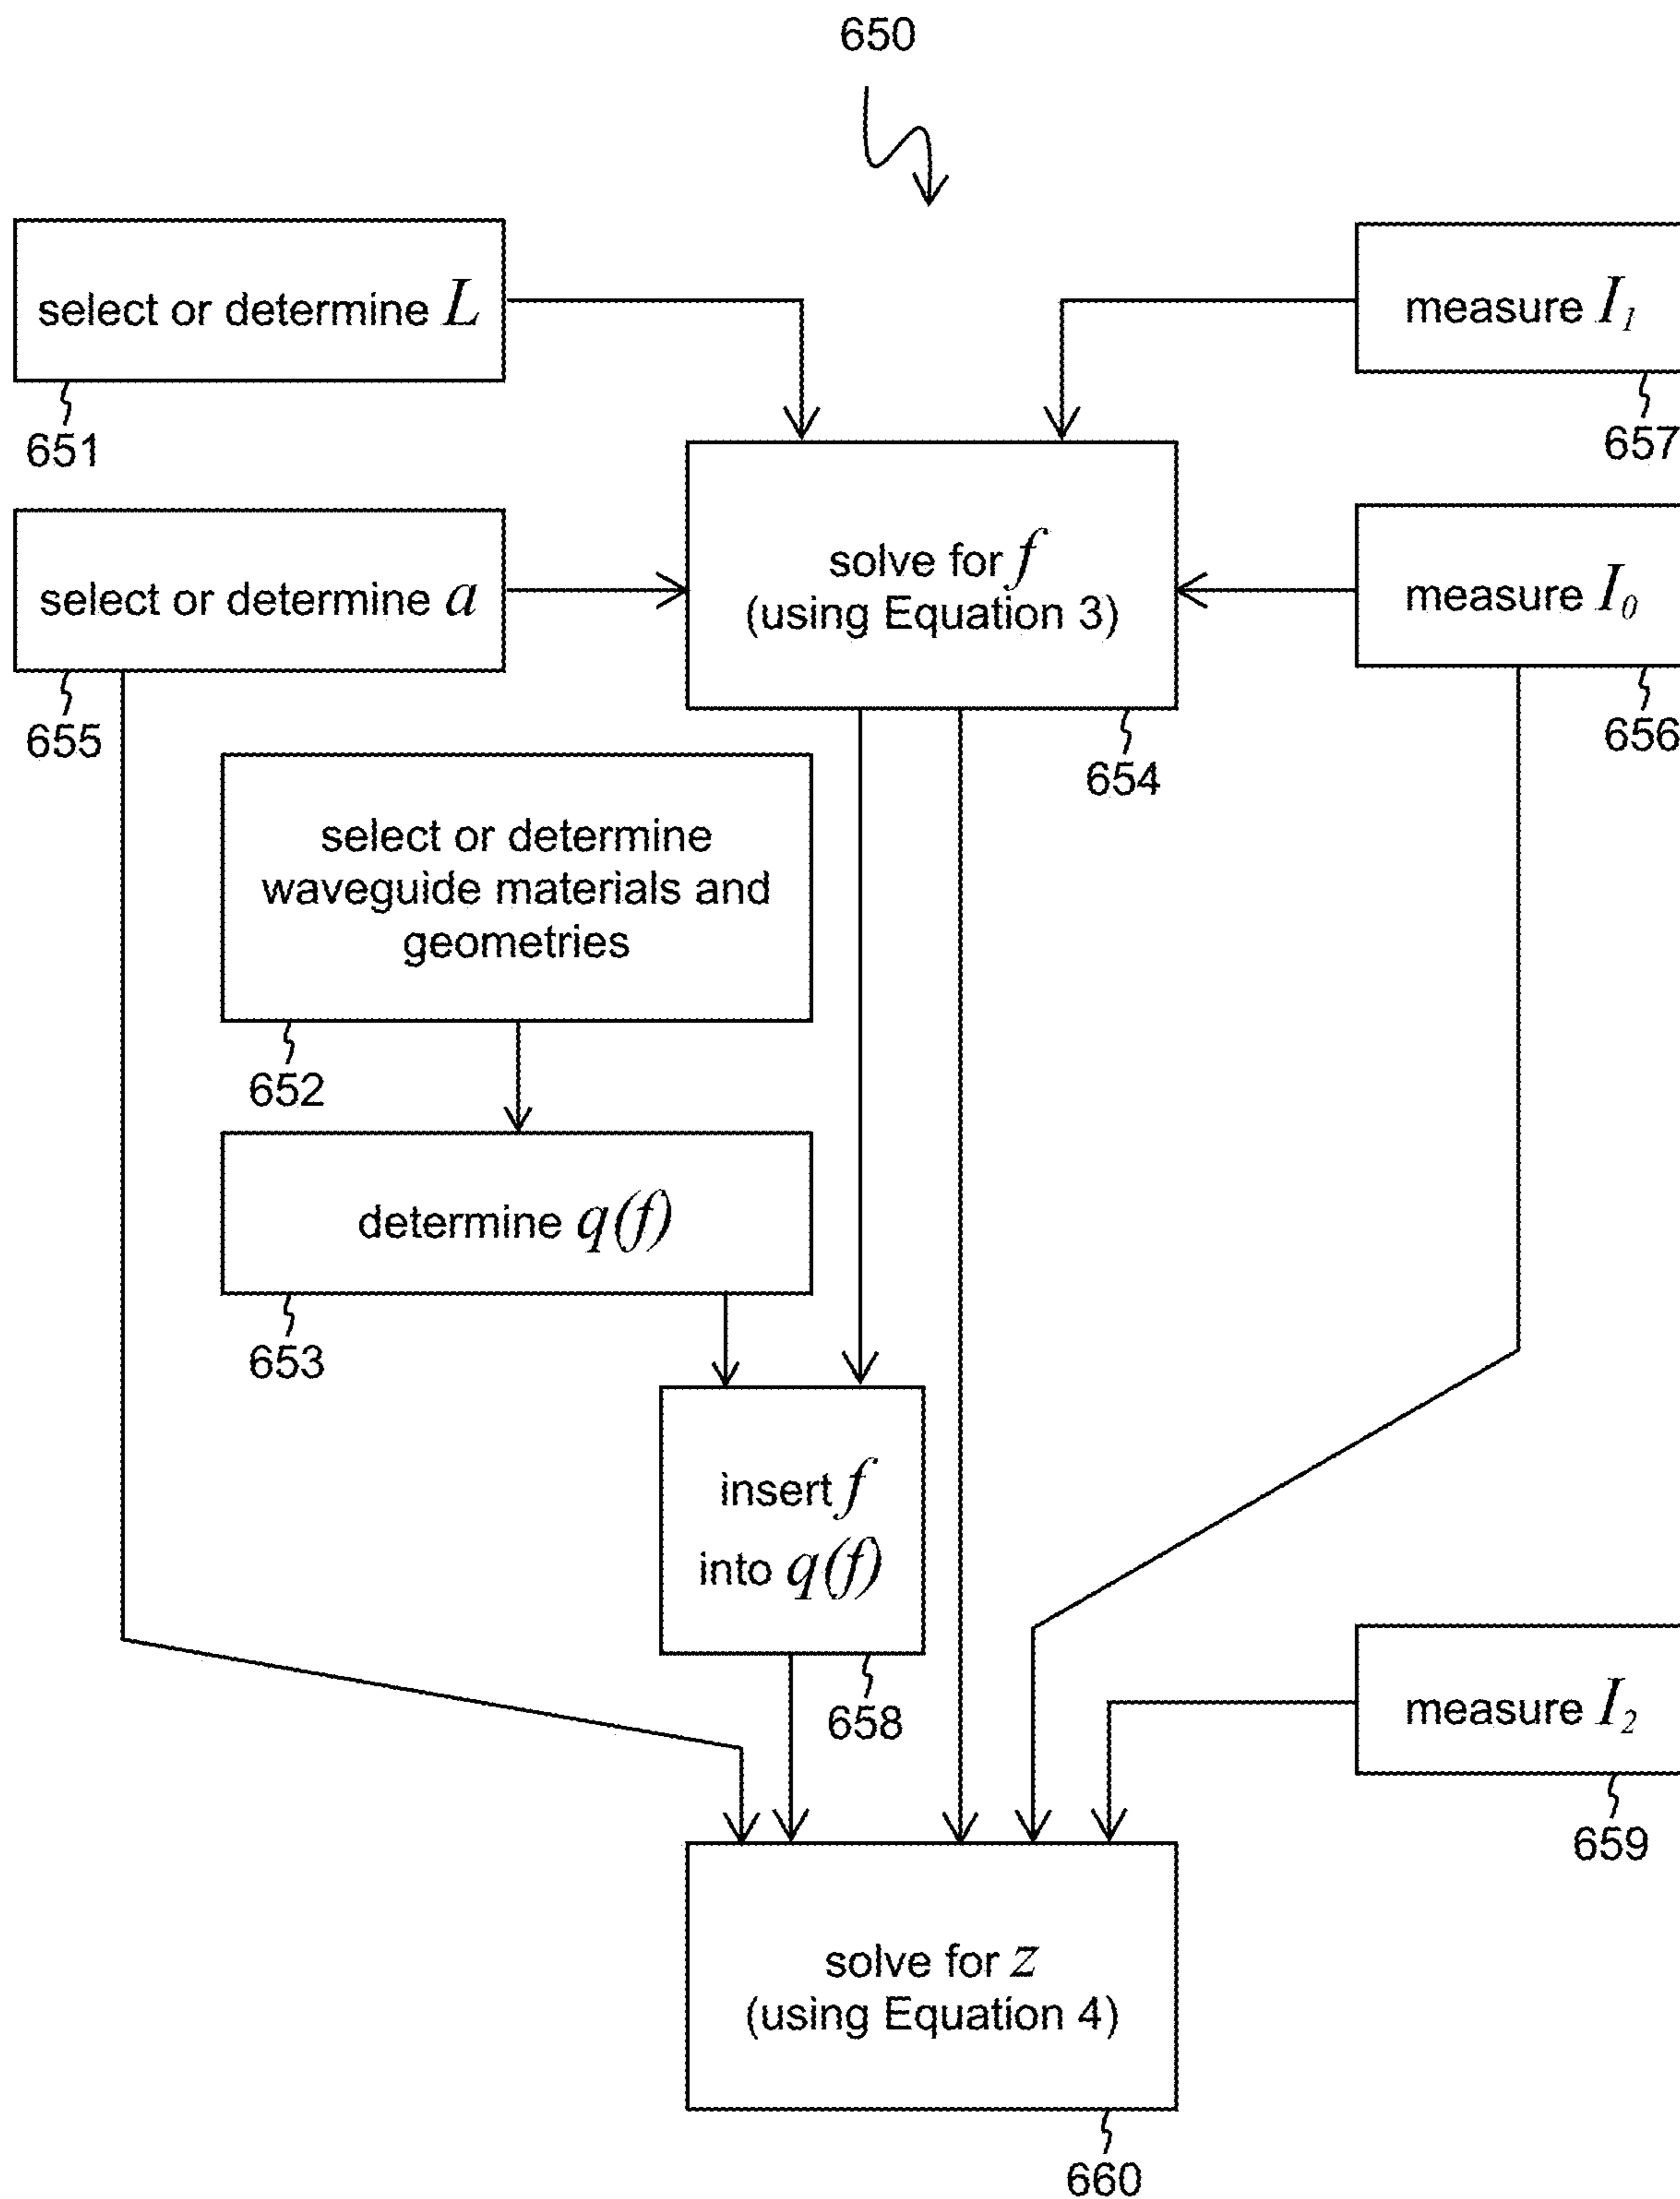 650
select or determine L
651
measure I₁
657
select or determine a
655
solve for f
(using Equation 3)
654
measure I₀
656
select or determine
waveguide materials and
geometries
652
determine q(f)
653
insert f
into q(f)
658
measure I₂
659
solve for z
(using Equation 4)
660